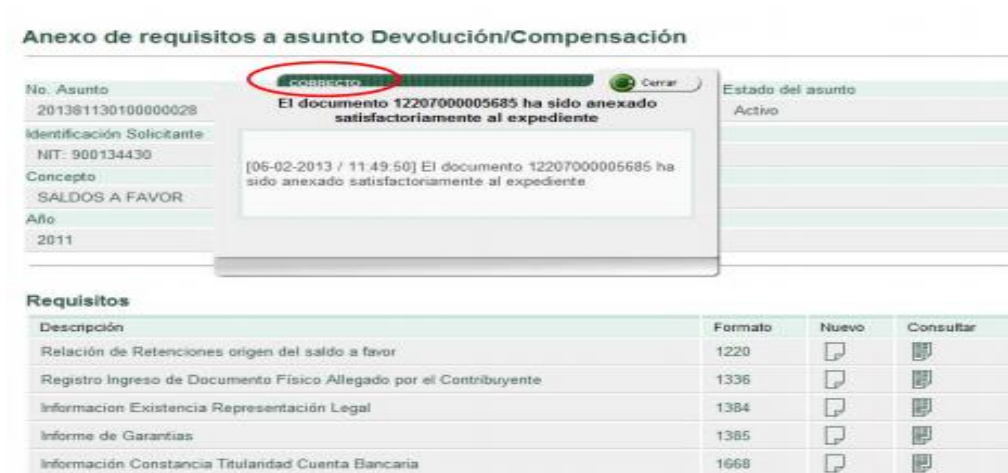 Anexo de requisitos a asunto Devolución/Compensación
CORRECTO
Cerrar
El documento 12207000005685 ha sido anexado
satisfactoriamente al expediente
[06-02-2013 / 11:49:50] El documento 12207000005685 ha
sido anexado satisfactoriamente al expediente
No. Asunto
201381130100000028
Estado del asunto
Activo
Identificación Solicitante
NIT: 900134430
Concepto
SALDOS A FAVOR
Año
2011
Requisitos
Descripción Formato Nuevo Consultar
Relación de Retenciones origen del saldo a favor 1220
Registro Ingreso de Documento Físico Allegado por el Contribuyente 1336
Informacion Existencia Representación Legal 1384
Informe de Garantias 1385
Información Constancia Titularidad Cuenta Bancaria 1668